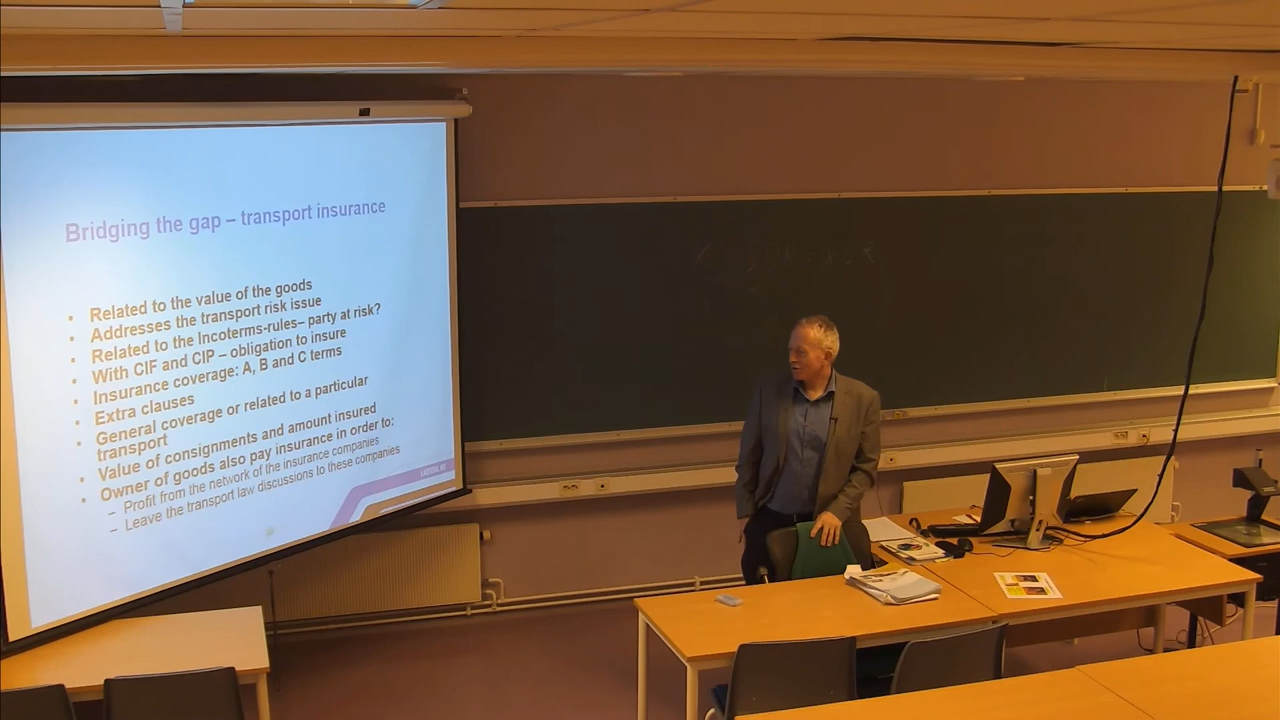 Bridging the gap – transport insurance
• Related to the value of the goods
• Addresses the transport risk issue
• Related to the Incoterms-rules– party at risk?
• With CIF and CIP – obligation to insure
• Insurance coverage: A, B and C terms
• Extra clauses
• General coverage or related to a particular
transport
• Value of consignments and amount insured
• Owner of goods also pay insurance in order to:
– Profit from the network of the insurance companies
– Leave the transport law discussions to these companies